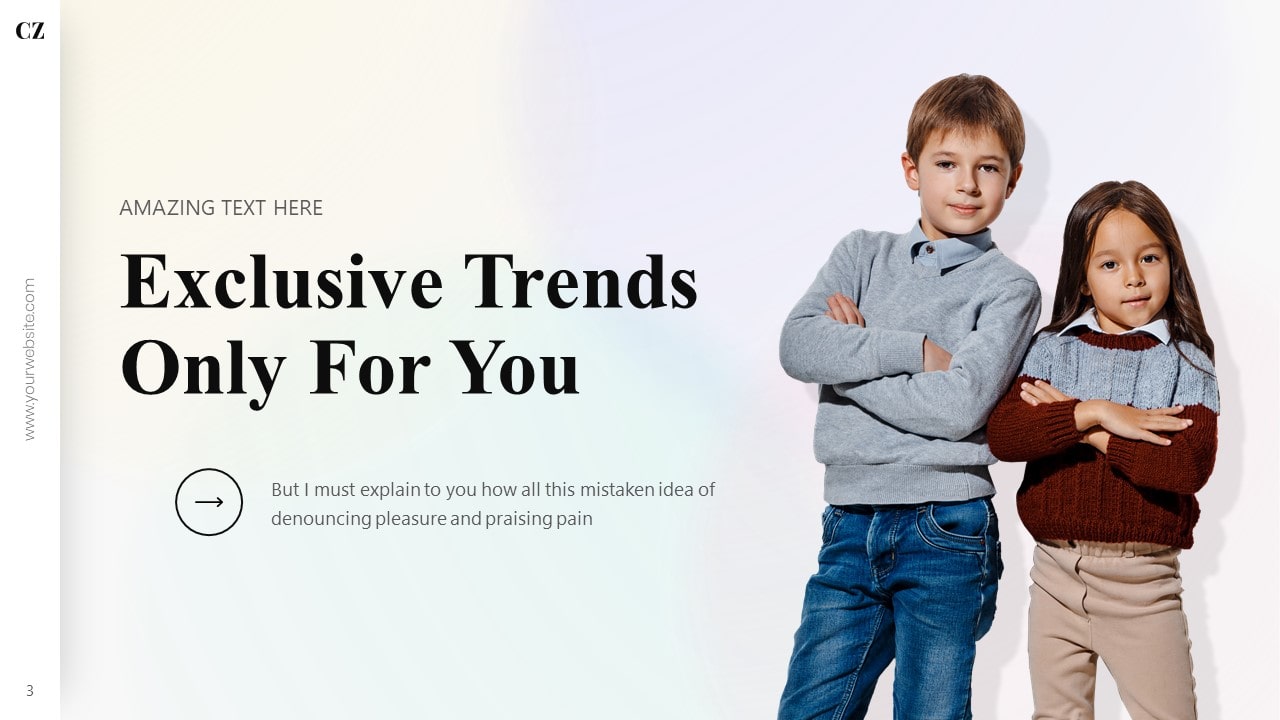 CZ
AMAZING TEXT HERE
Exclusive Trends
Only For You
But I must explain to you how all this mistaken idea of
denouncing pleasure and praising pain
www.yourwebsite.com
3